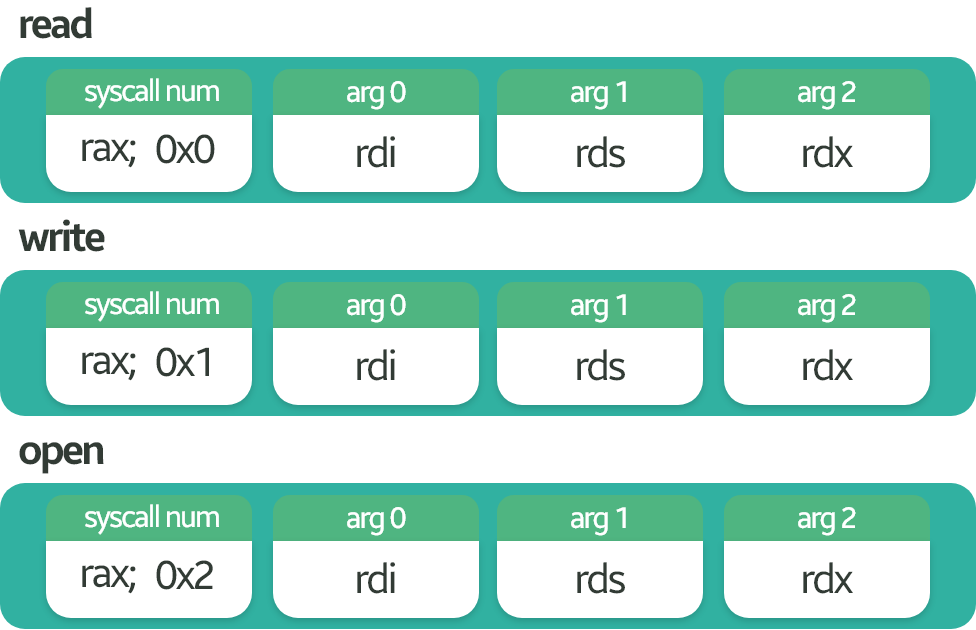 read
syscall num arg 0 arg 1 arg 2
rax; 0x0 rdi rds rdx
write
syscall num arg 0 arg 1 arg 2
rax; 0x1 rdi rds rdx
open
syscall num arg 0 arg 1 arg 2
rax; 0x2 rdi rds rdx